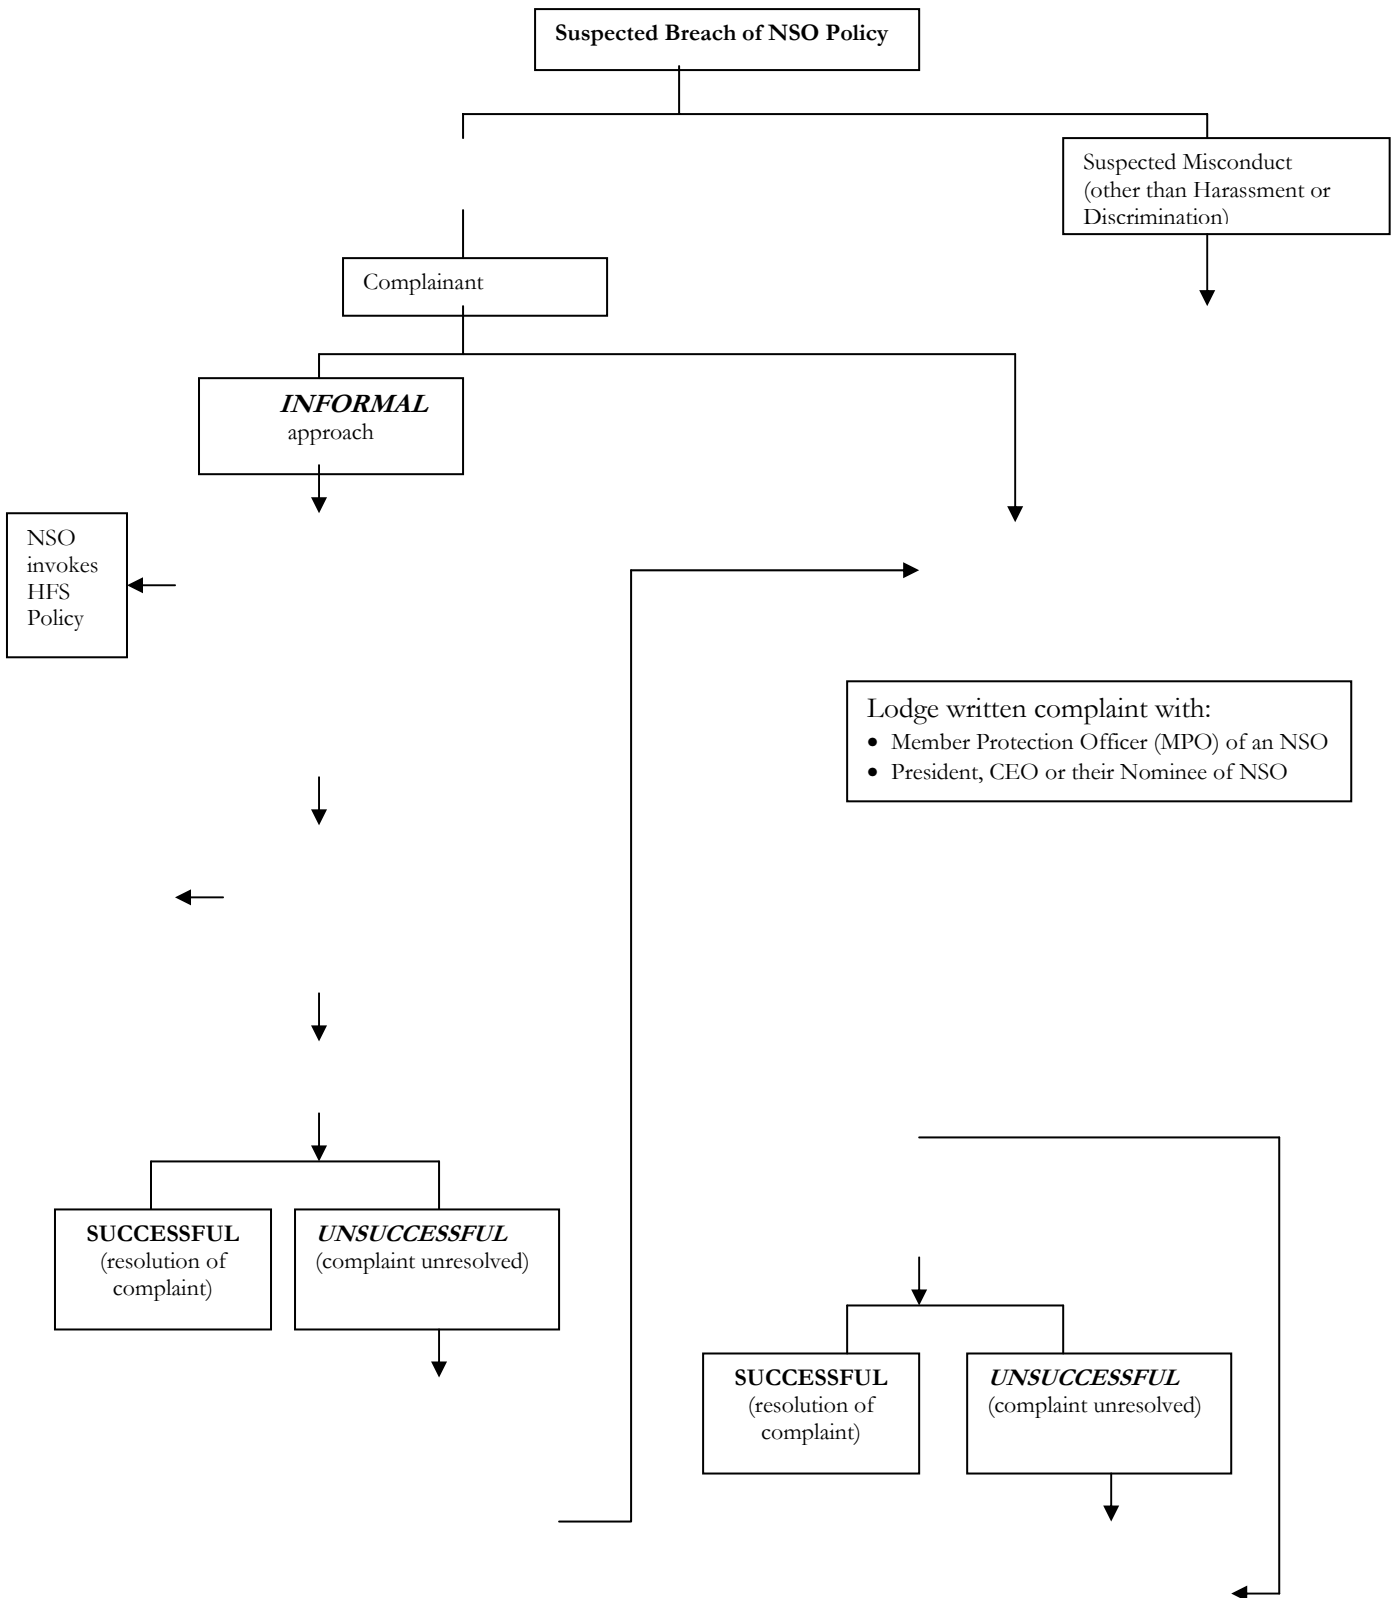 Suspected Breach of NSO Policy
Suspected Misconduct
(other than Harassment or
Discrimination)
Complainant
INFORMAL
approach
NSO
invokes
HFS
Policy
Lodge written complaint with:
• Member Protection Officer (MPO) of an NSO
• President, CEO or their Nominee of NSO
SUCCESSFUL
(resolution of
complaint)
UNSUCCESSFUL
(complaint unresolved)
SUCCESSFUL
(resolution of
complaint)
UNSUCCESSFUL
(complaint unresolved)